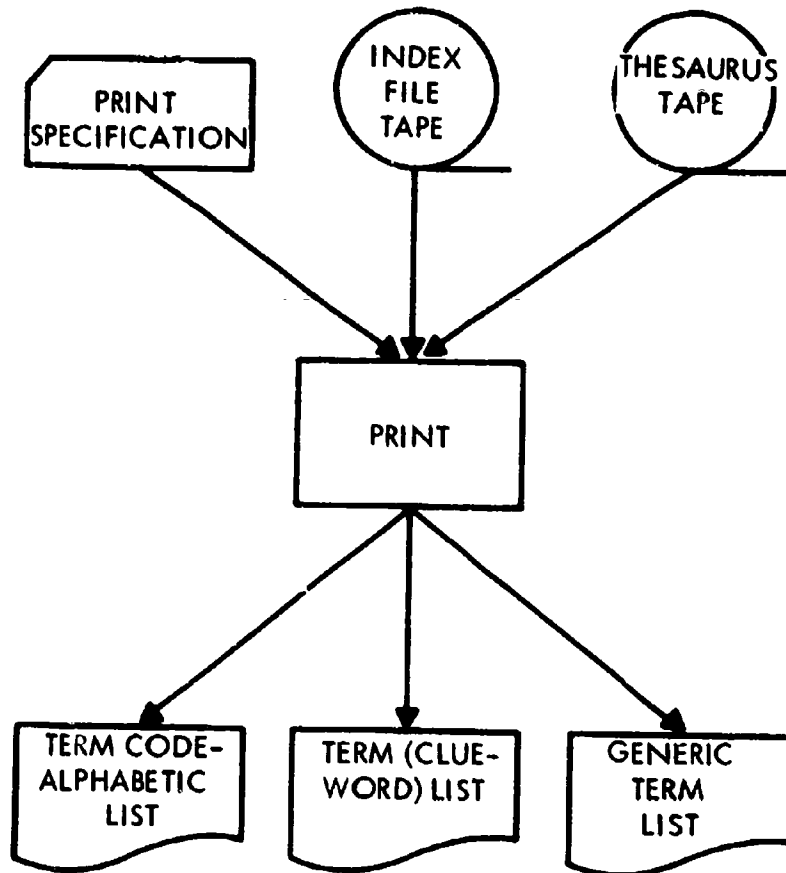 PRINT
SPECIFICATION
INDEX
FILE
TAPE
THESAURUS
TAPE
PRINT
TERM CODE-
ALPHABETIC
LIST
TERM (CLUE-
WORD) LIST
GENERIC
TERM
LIST